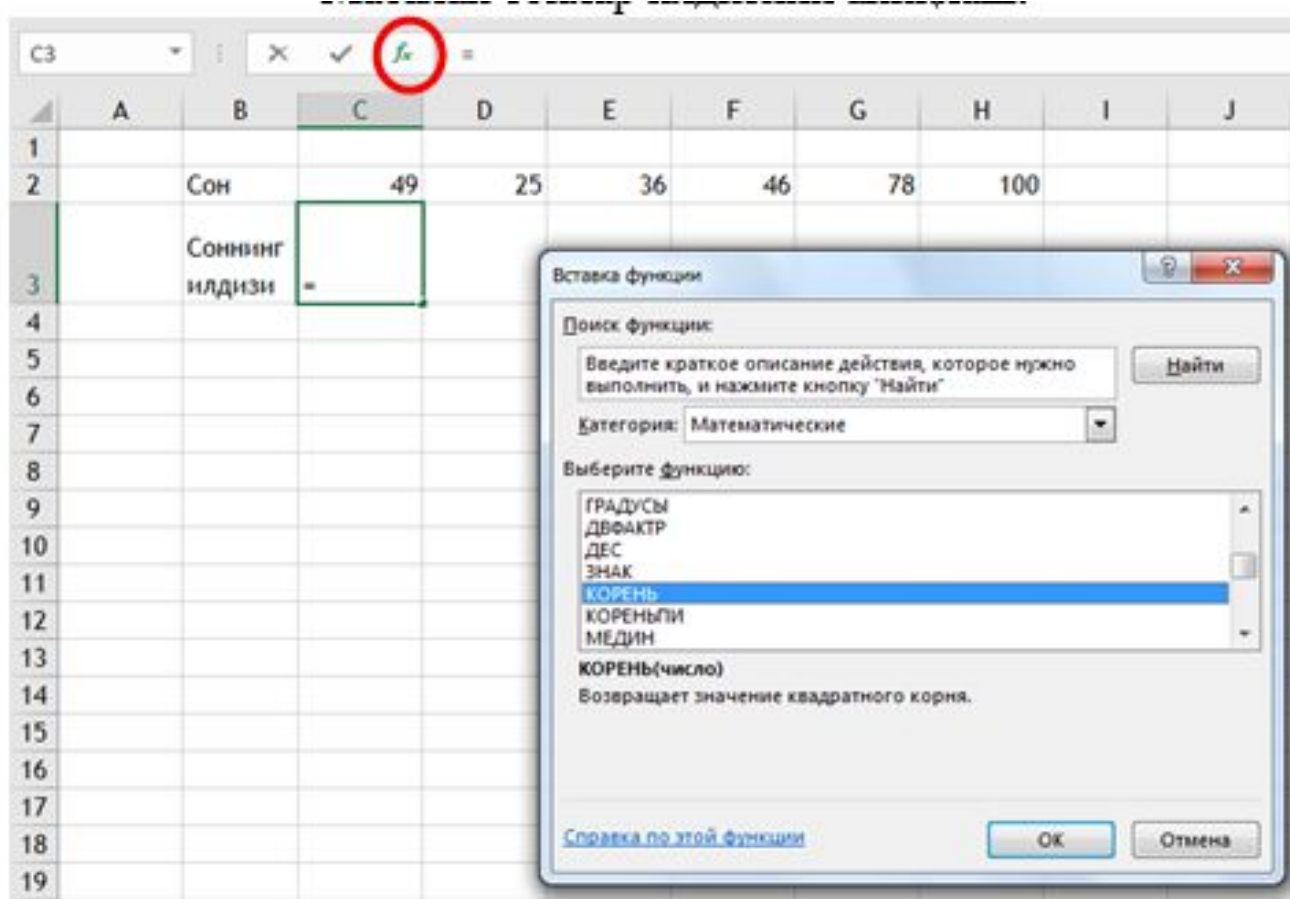 C3 fx =
A B C D E F G H I J
1
2 Сон 49 25 36 46 78 100
Соннинг
3 илдизи =
4
5
6
7
8
9
10
11
12
13
14
15
16
17
18
19
Вставка функции
Поиск функции:
Введите краткое описание действия, которое нужно
выполнить, и нажмите кнопку "Найти"
Найти
Категория: Математические
Выберите функцию:
ГРАДУСЫ
ДВФАКТР
ДЕС
ЗНАК
КОРЕНЬ
КОРЕНЬПИ
МЕДИН
КОРЕНЬ(число)
Возвращает значение квадратного корня.
Справка по этой функции
ОК Отмена